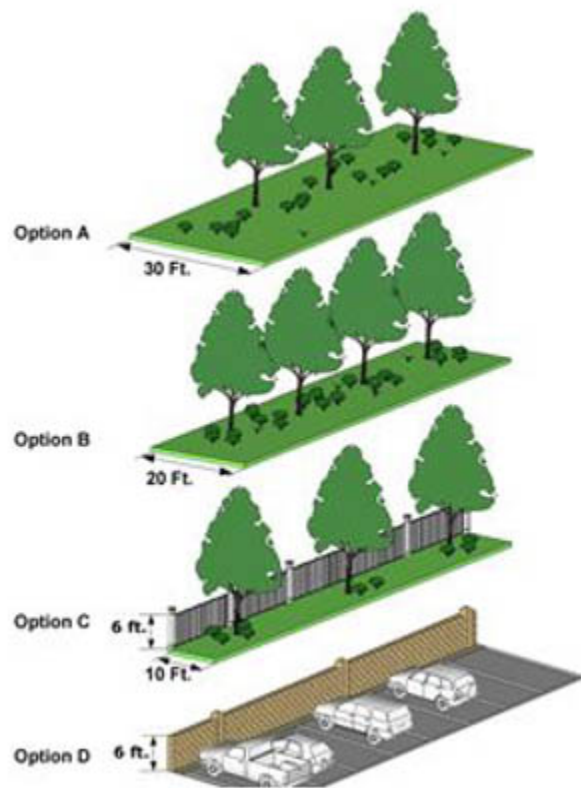 Option A
30 Ft.
Option B
20 Ft.
Option C
6 ft.
10 Ft.
Option D
6 ft.